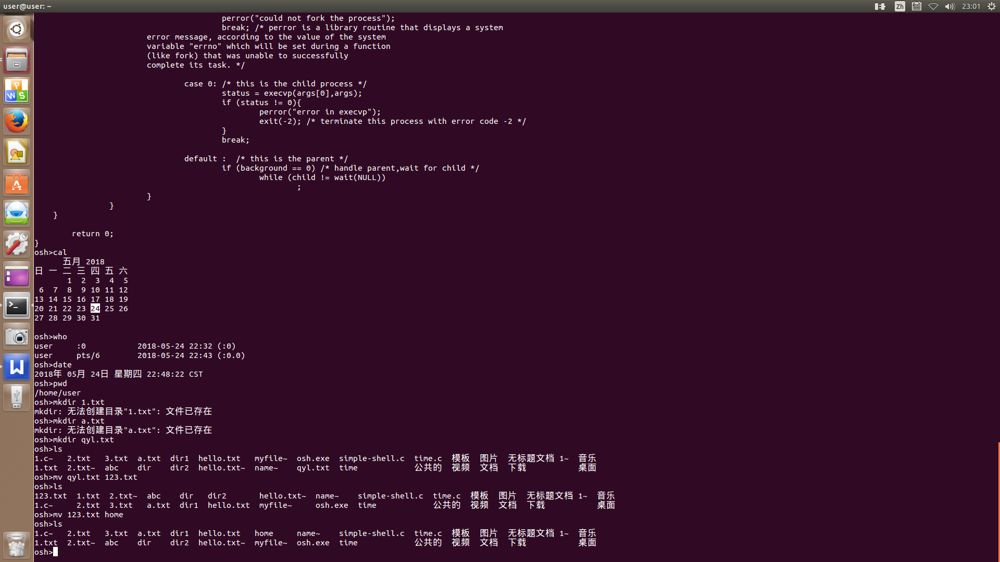 user@user: ~
Zh
23:01
perror("could not fork the process");
break; /* perror is a library routine that displays a system
error message, according to the value of the system
variable "errno" which will be set during a function
(like fork) that was unable to successfully
complete its task. */
case 0: /* this is the child process */
status = execvp(args[0],args);
if (status != 0){
perror("error in execvp");
exit(-2); /* terminate this process with error code -2 */
}
break;
default :  /* this is the parent */
if (background == 0) /* handle parent,wait for child */
while (child != wait(NULL))
;
}
}
}
return 0;
}
osh>cal
五月 2018
日 一 二 三 四 五 六
1  2  3  4  5
6  7  8  9 10 11 12
13 14 15 16 17 18 19
20 21 22 23 24 25 26
27 28 29 30 31
osh>who
user     :0           2018-05-24 22:32 (:0)
user     pts/6        2018-05-24 22:43 (:0.0)
osh>date
2018年 05月 24日 星期四 22:48:22 CST
osh>pwd
/home/user
osh>mkdir 1.txt
mkdir: 无法创建目录"1.txt": 文件已存在
osh>mkdir a.txt
mkdir: 无法创建目录"a.txt": 文件已存在
osh>mkdir qyl.txt
osh>ls
1.c~   2.txt   3.txt  a.txt  dir1  hello.txt   myfile~  osh.exe  simple-shell.c  time.c  模板  图片  无标题文档 1~  音乐
1.txt  2.txt~  abc    dir    dir2  hello.txt~  name~    qyl.txt  time            公共的  视频  文档  下载           桌面
osh>mv qyl.txt 123.txt
osh>ls
123.txt  1.txt  2.txt~  abc    dir   dir2       hello.txt~  name~    simple-shell.c  time.c  模板  图片  无标题文档 1~  音乐
1.c~     2.txt  3.txt   a.txt  dir1  hello.txt  myfile~     osh.exe  time            公共的  视频  文档  下载           桌面
osh>mv 123.txt home
osh>ls
1.c~   2.txt   3.txt  a.txt  dir1  hello.txt   home     name~    simple-shell.c  time.c  模板  图片  无标题文档 1~  音乐
1.txt  2.txt~  abc    dir    dir2  hello.txt~  myfile~  osh.exe  time            公共的  视频  文档  下载           桌面
osh>